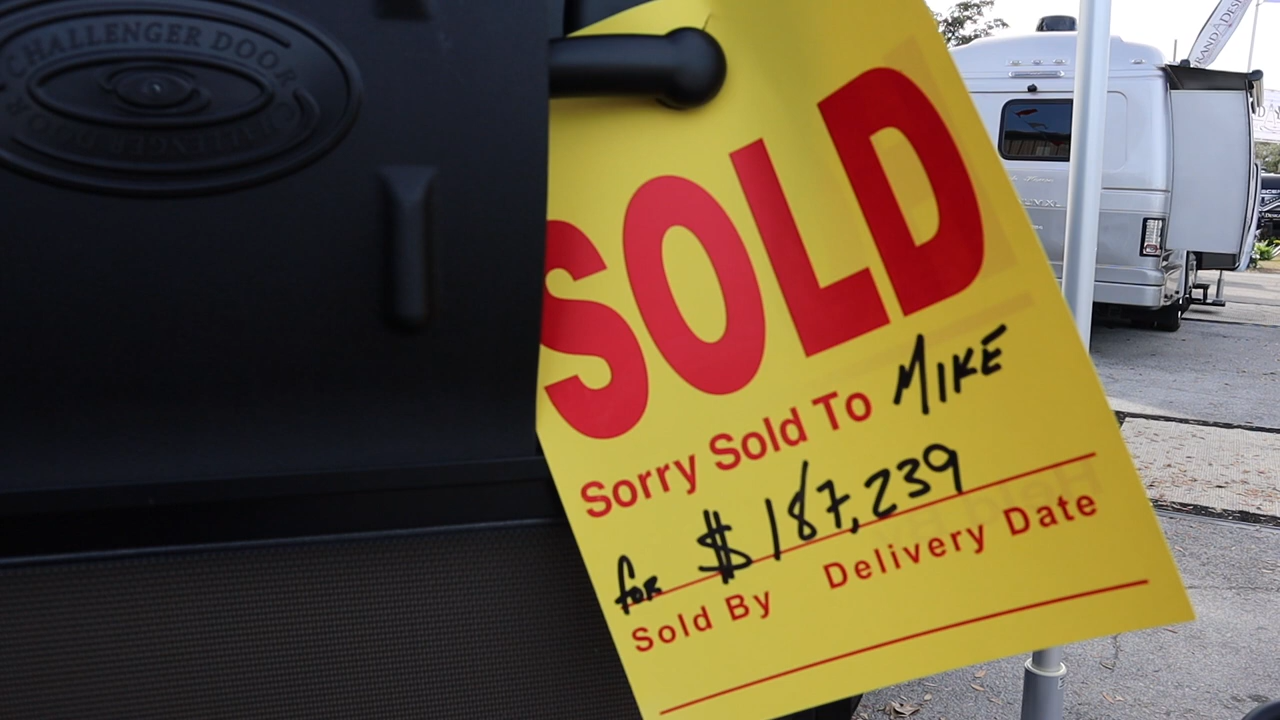 CHALLENGER DOOR
SOLD
Sorry Sold To MIKE
for $187,239
Sold By Delivery Date